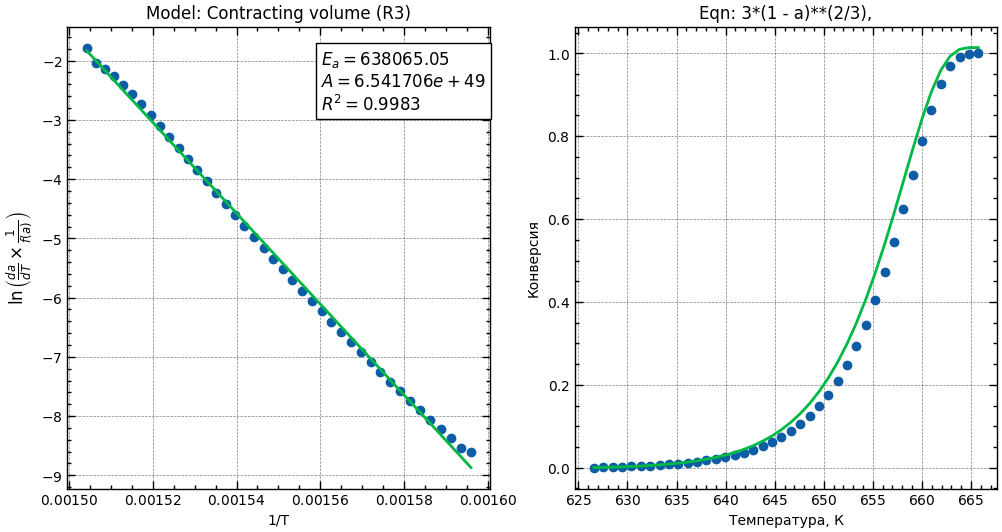 Model: Contracting volume (R3)
E_a = 638065.05
A = 6.541706e + 49
R^2 = 0.9983
ln (da/dT × 1/f(a))
−2
−3
−4
−5
−6
−7
−8
−9
0.00150 0.00152 0.00154 0.00156 0.00158 0.00160
1/T
Eqn: 3*(1 - a)**(2/3),
Конверсия
1.0
0.8
0.6
0.4
0.2
0.0
625 630 635 640 645 650 655 660 665
Температура, К